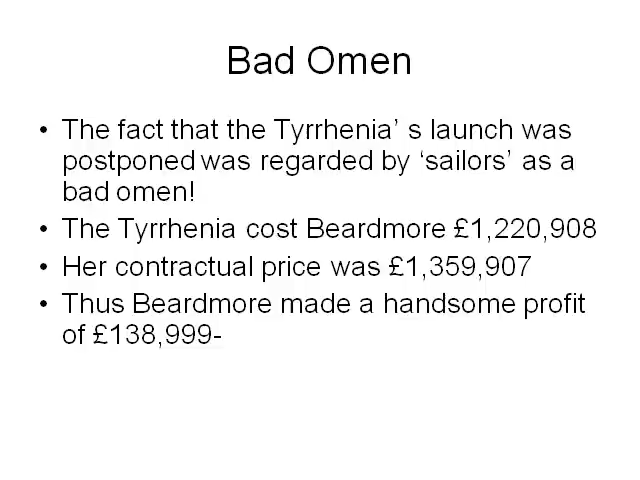 Bad Omen
• The fact that the Tyrrhenia’ s launch was
postponed was regarded by ‘sailors’ as a
bad omen!
• The Tyrrhenia cost Beardmore £1,220,908
• Her contractual price was £1,359,907
• Thus Beardmore made a handsome profit
of £138,999-